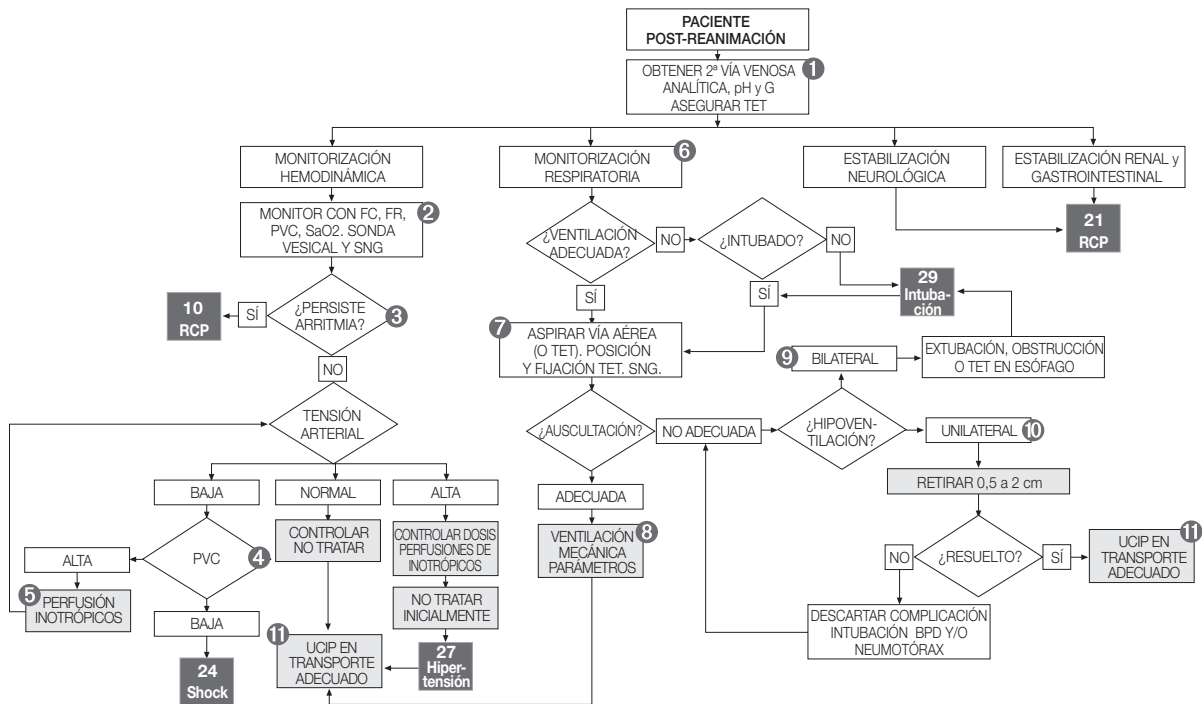 PACIENTE
POST-REANIMACIÓN
1
OBTENER 2ª VÍA VENOSA
ANALÍTICA, pH y G
ASEGURAR TET
MONITORIZACIÓN
HEMODINÁMICA
6
MONITORIZACIÓN
RESPIRATORIA
ESTABILIZACIÓN
NEUROLÓGICA
ESTABILIZACIÓN RENAL y
GASTROINTESTINAL
2
MONITOR CON FC, FR,
PVC, SaO2. SONDA
VESICAL Y SNG
¿VENTILACIÓN
ADECUADA?
NO
¿INTUBADO?
NO
21
RCP
SÍ
SÍ
29
Intuba-
ción
10
RCP
SÍ
¿PERSISTE
ARRITMIA?
3
NO
7
ASPIRAR VÍA AÉREA
(O TET). POSICIÓN
Y FIJACIÓN TET. SNG.
9
BILATERAL
EXTUBACIÓN, OBSTRUCCIÓN
O TET EN ESÓFAGO
TENSIÓN
ARTERIAL
¿AUSCULTACIÓN?
NO ADECUADA
¿HIPOVEN-
TILACIÓN?
UNILATERAL
10
RETIRAR 0,5 a 2 cm
BAJA
NORMAL
ALTA
ADECUADA
ALTA
PVC
4
CONTROLAR
NO TRATAR
CONTROLAR DOSIS
PERFUSIONES DE
INOTRÓPICOS
8
VENTILACIÓN
MECÁNICA
PARÁMETROS
NO
¿RESUELTO?
SÍ
11
UCIP EN
TRANSPORTE
ADECUADO
5
PERFUSIÓN
INOTRÓPICOS
NO TRATAR
INICIALMENTE
BAJA
DESCARTAR COMPLICACIÓN
INTUBACIÓN BPD Y/O
NEUMOTÓRAX
24
Shock
11
UCIP EN
TRANSPORTE
ADECUADO
27
Hiper-
tensión